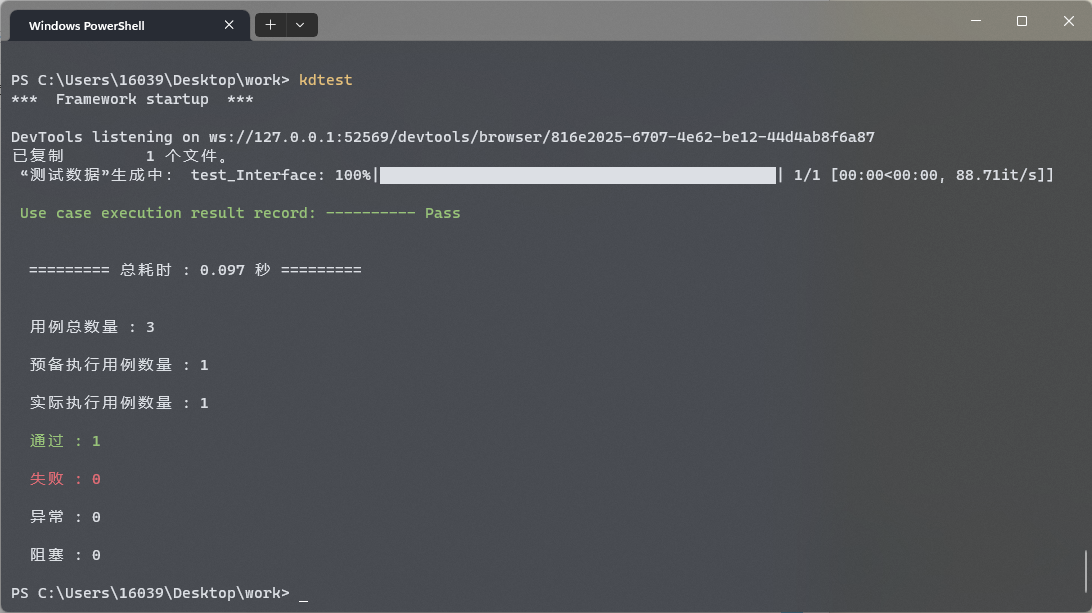 Windows PowerShell
PS C:\Users\16039\Desktop\work> kdtest
***  Framework startup  ***
DevTools listening on ws://127.0.0.1:52569/devtools/browser/816e2025-6707-4e62-be12-44d4ab8f6a87
已复制         1 个文件。
“测试数据”生成中： test_Interface: 100%|| 1/1 [00:00<00:00, 88.71it/s]]
Use case execution result record: ---------- Pass
========= 总耗时 : 0.097 秒 =========
用例总数量 : 3
预备执行用例数量 : 1
实际执行用例数量 : 1
通过 : 1
失败 : 0
异常 : 0
阻塞 : 0
PS C:\Users\16039\Desktop\work> _